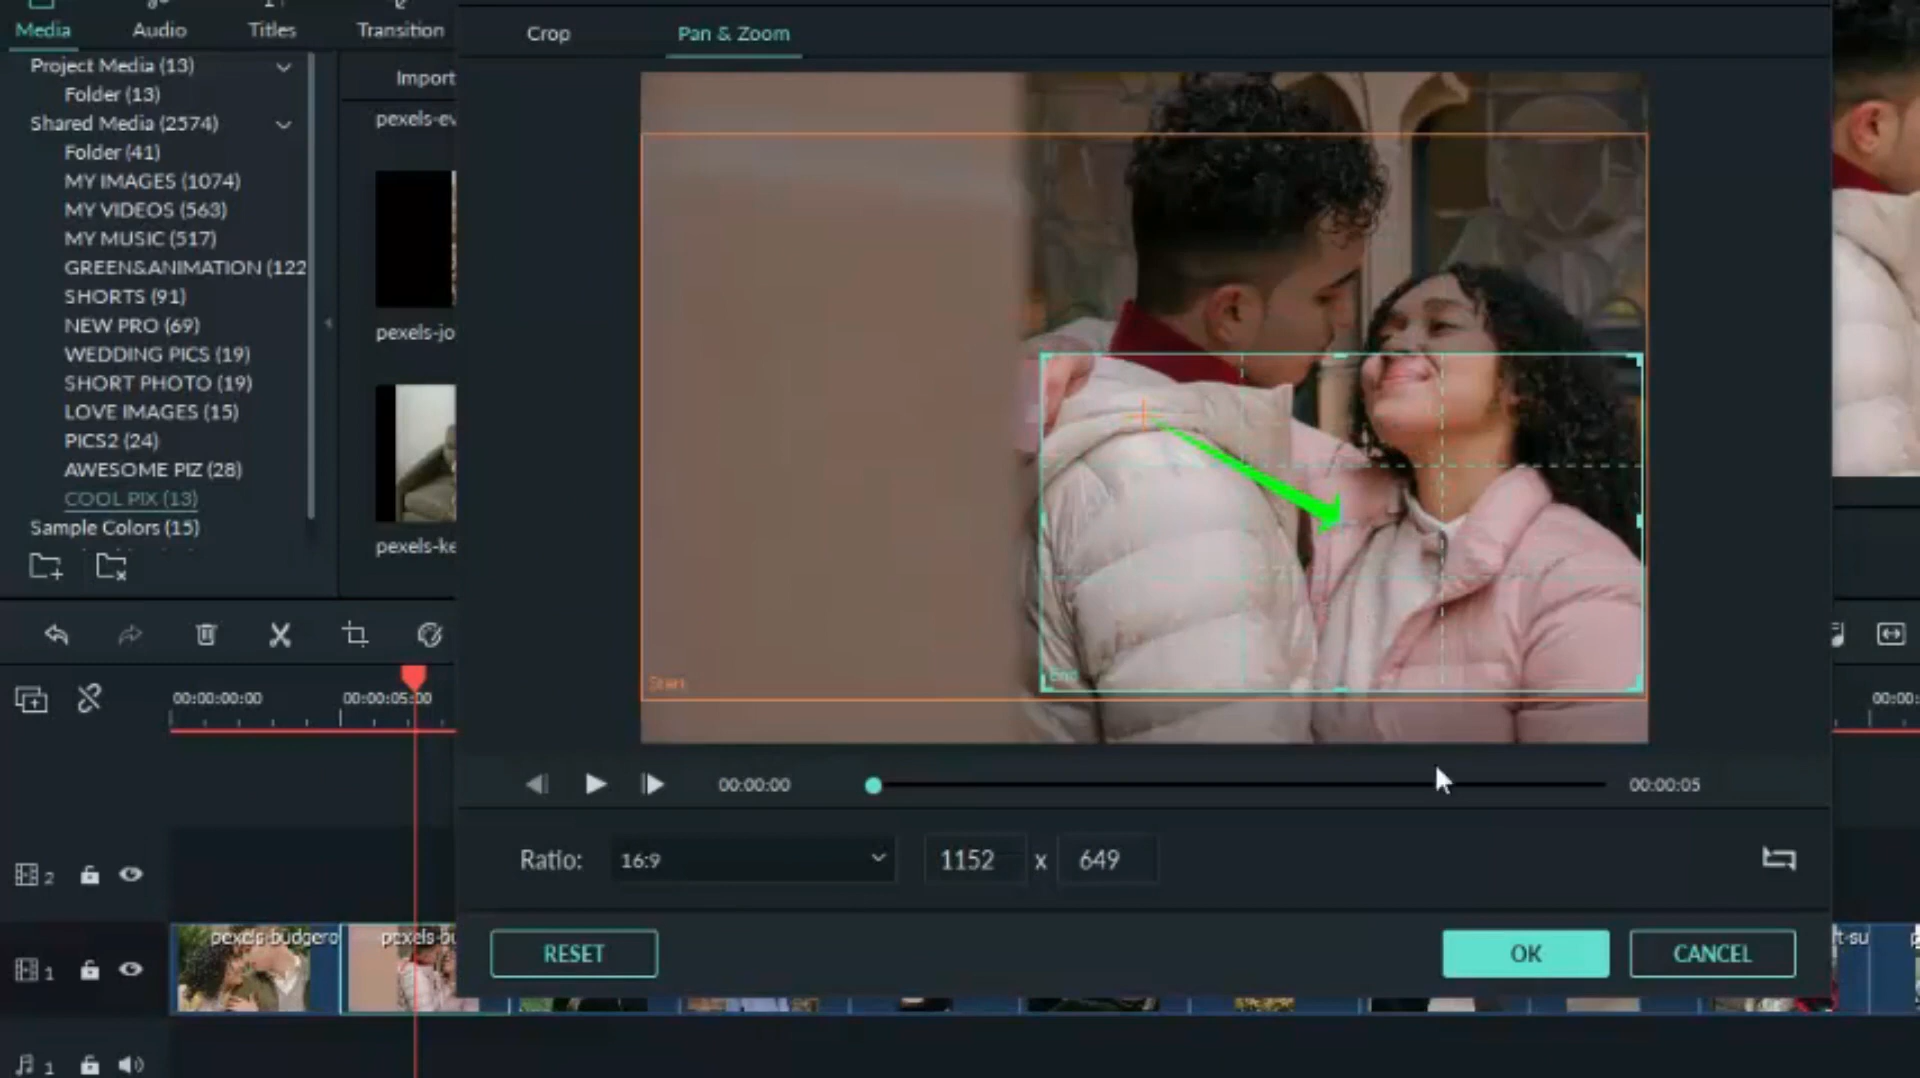 Media
Audio
Titles
Transition
Project Media (13)
Folder (13)
Shared Media (2574)
Folder (41)
MY IMAGES (1074)
MY VIDEOS (563)
MY MUSIC (517)
GREEN&ANIMATION (122
SHORTS (91)
NEW PRO (69)
WEDDING PICS (19)
SHORT PHOTO (19)
LOVE IMAGES (15)
PICS2 (24)
AWESOME PIZ (28)
COOL PIX (13)
Sample Colors (15)
Import
pexels-ev
pexels-jo
pexels-ke
Crop
Pan & Zoom
Start
End
00:00:00
00:00:05
Ratio:
16:9
1152 x 649
RESET
OK
CANCEL
00:00:00:00
00:00:05:00
00:00:
2
1
pexels-budgero
pexels-bu
t-su
1